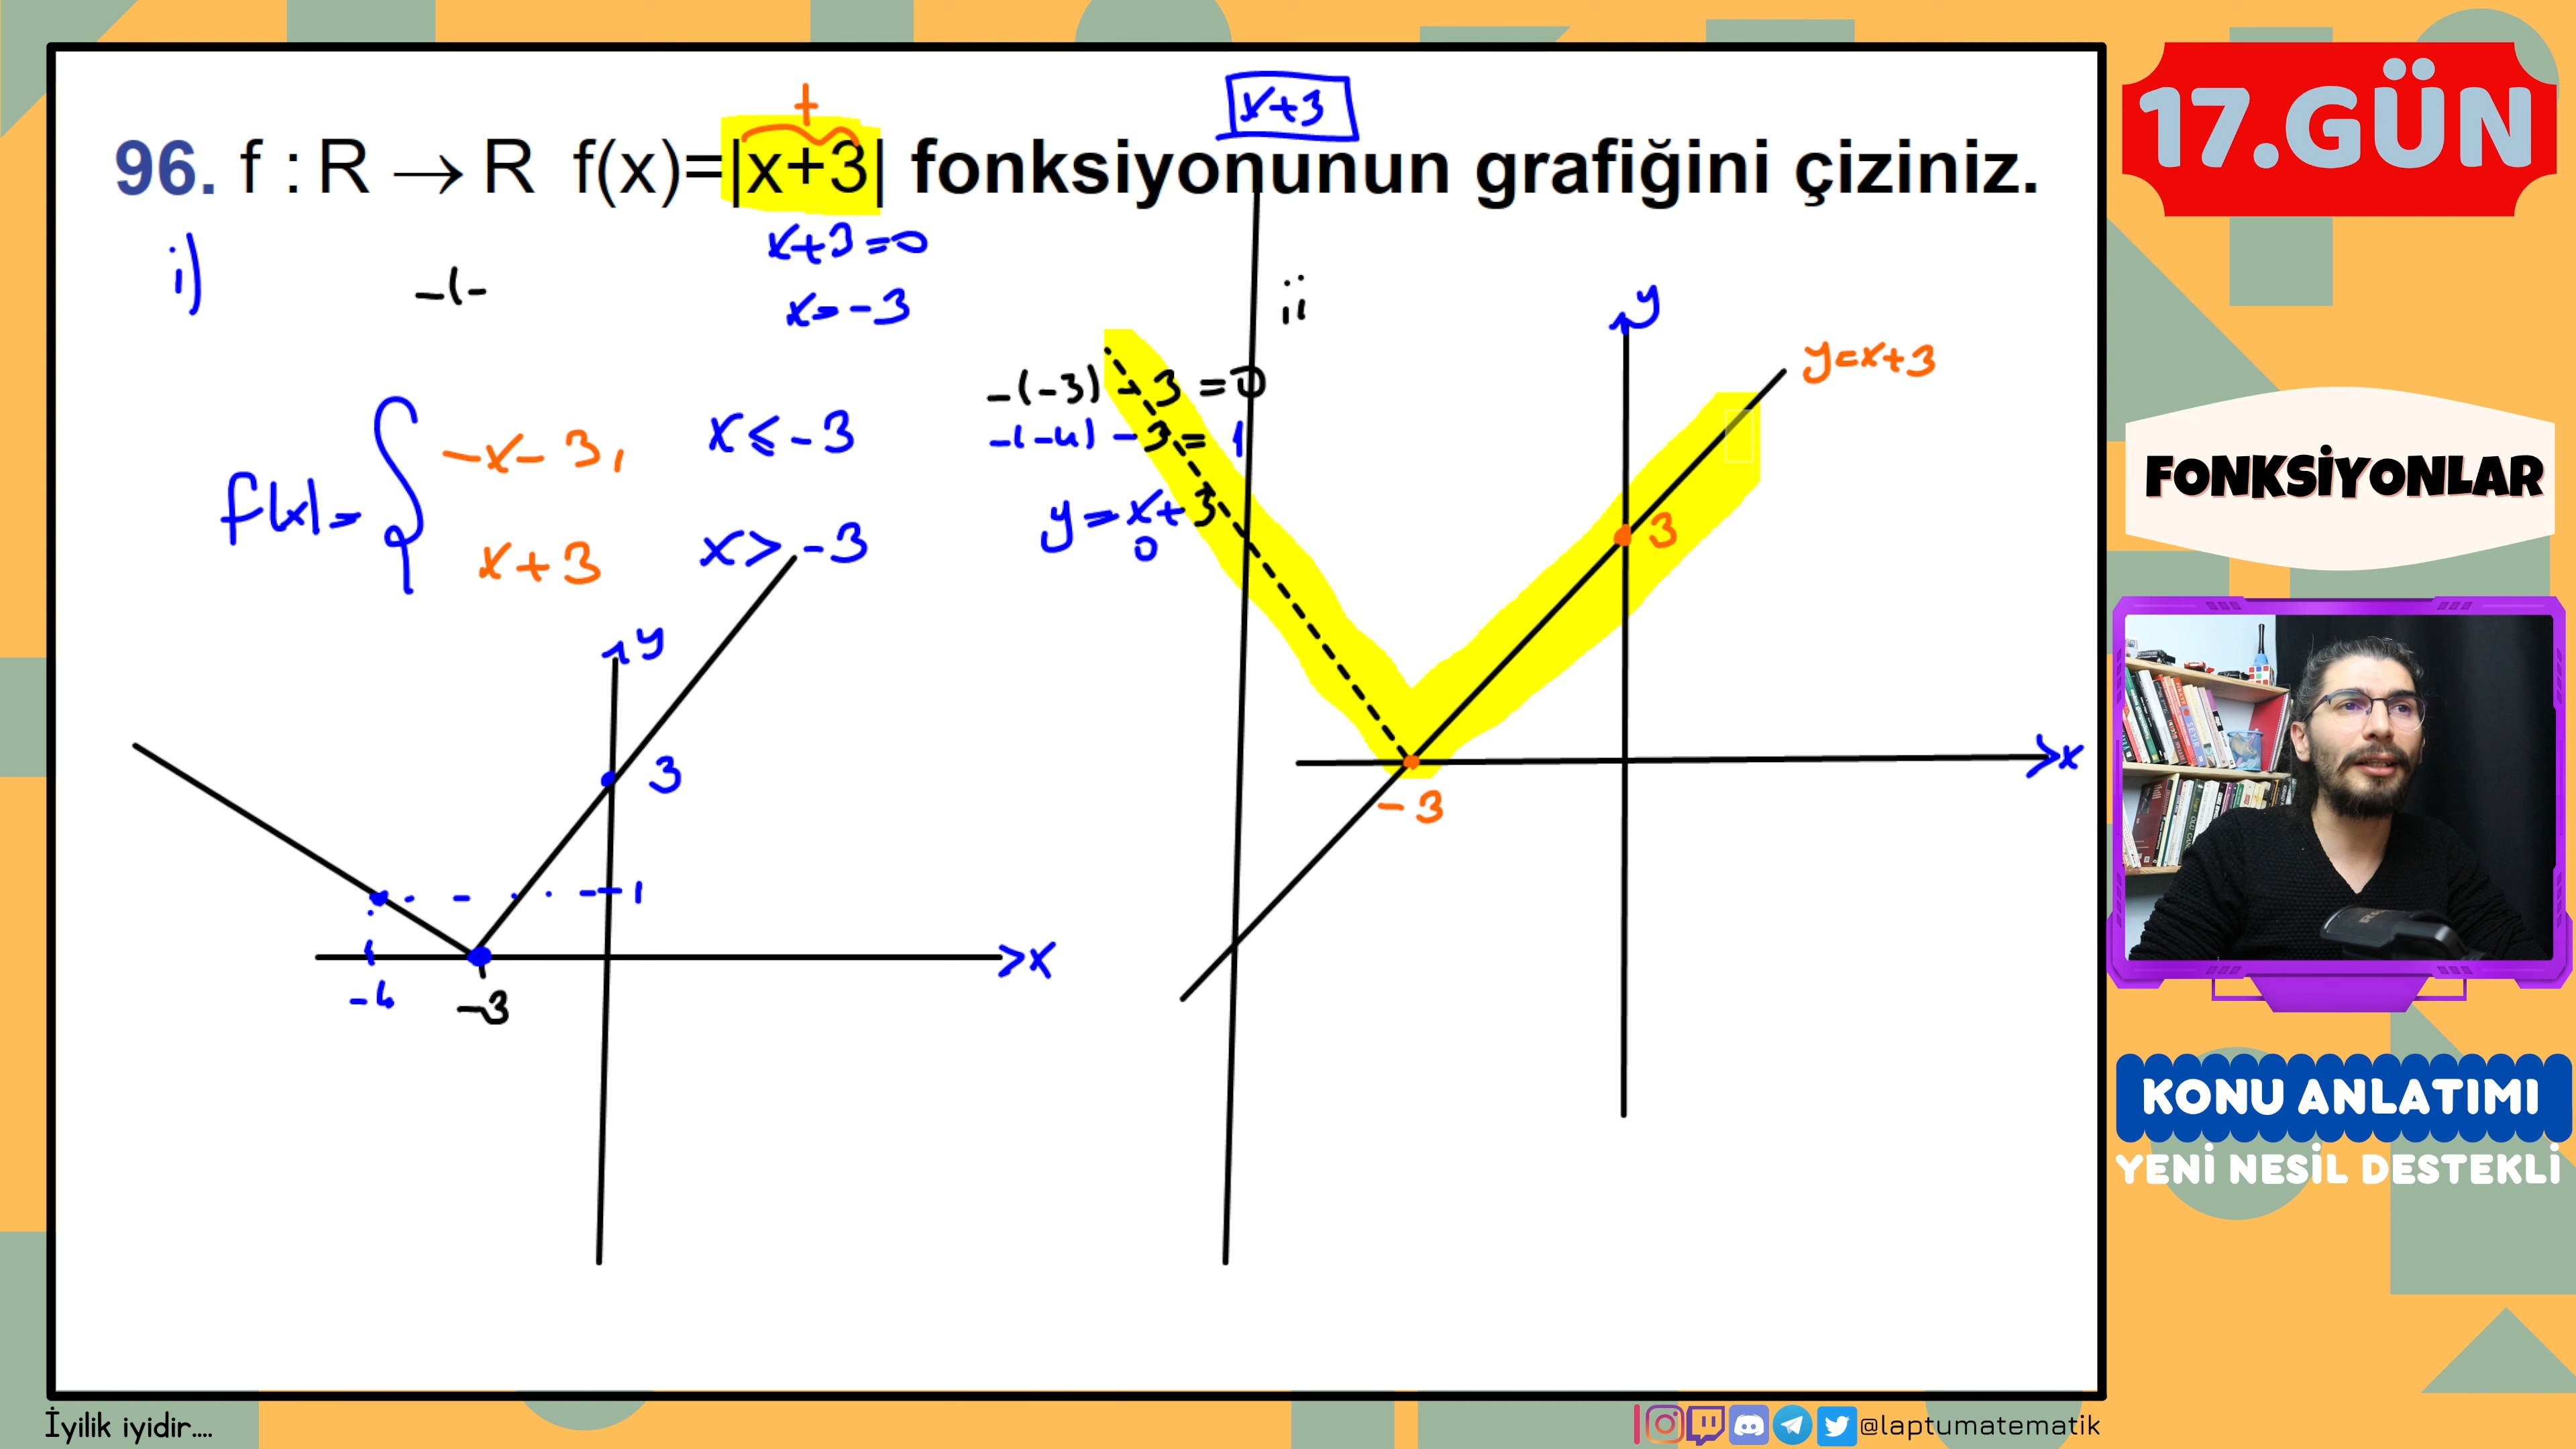 17.GÜN
+
x+3
96. f : R → R f(x)=|x+3| fonksiyonunun grafiğini çiziniz.
x+3=0
x=-3
i)
-(-
ii
f(x)=
-x-3, x≤-3
x+3 x>-3
-(-3)-3=0
-(-4)-3=1
y=x+3
0
y
3
1
-4
-3
x
y
y=x+3
3
-3
x
FONKSİYONLAR
KONU ANLATIMI
YENİ NESİL DESTEKLİ
İyilik iyidir....
@laptumatematik